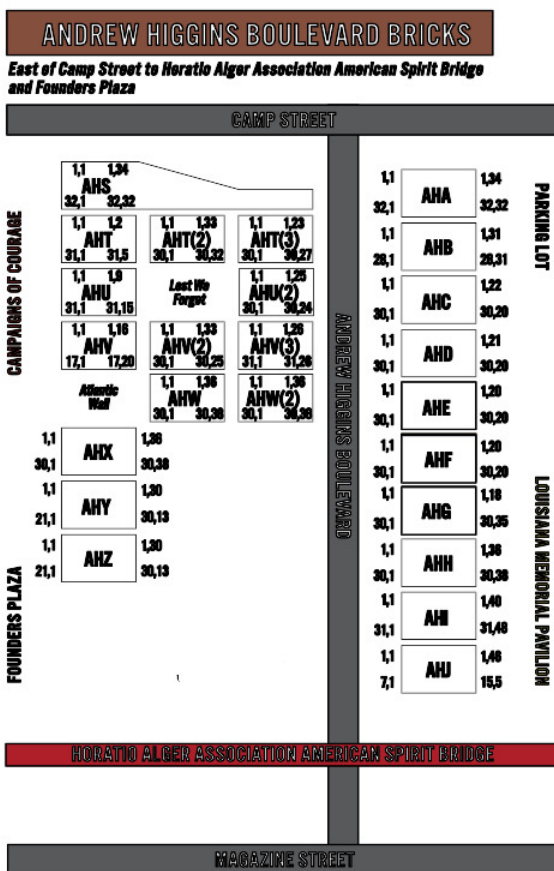 ANDREW HIGGINS BOULEVARD BRICKS
East of Camp Street to Horatio Alger Association American Spirit Bridge
and Founders Plaza
CAMP STREET
CAMPAIGNS OF COURAGE
1,1 1,34
AHS
32,1 32,32
1,1 1,2
AHT
31,1 31,5
1,1 1,33
AHT(2)
30,1 30,32
1,1 1,23
AHT(3)
30,1 30,27
1,1 1,9
AHU
31,1 31,15
Lest We
Forget
1,1 1,25
AHU(2)
30,1 30,24
1,1 1,16
AHV
17,1 17,20
1,1 1,33
AHV(2)
30,1 30,25
1,1 1,26
AHV(3)
31,1 31,26
Atlantic
Wall
1,1 1,36
AHW
30,1 30,36
1,1 1,36
AHW(2)
30,1 30,36
1,1 1,36
AHX
30,1 30,36
1,1 1,30
AHY
21,1 30,13
1,1 1,30
AHZ
21,1 30,13
FOUNDERS PLAZA
ANDREW HIGGINS BOULEVARD
1,1 1,34
AHA
32,1 32,32
1,1 1,31
AHB
28,1 28,31
1,1 1,22
AHC
30,1 30,20
1,1 1,21
AHD
30,1 30,20
1,1 1,20
AHE
30,1 30,20
1,1 1,20
AHF
30,1 30,20
1,1 1,18
AHG
30,1 30,35
1,1 1,36
AHH
30,1 30,36
1,1 1,40
AHI
31,1 31,48
1,1 1,46
AHJ
7,1 15,5
PARKING LOT
LOUISIANA MEMORIAL PAVILION
HORATIO ALGER ASSOCIATION AMERICAN SPIRIT BRIDGE
MAGAZINE STREET